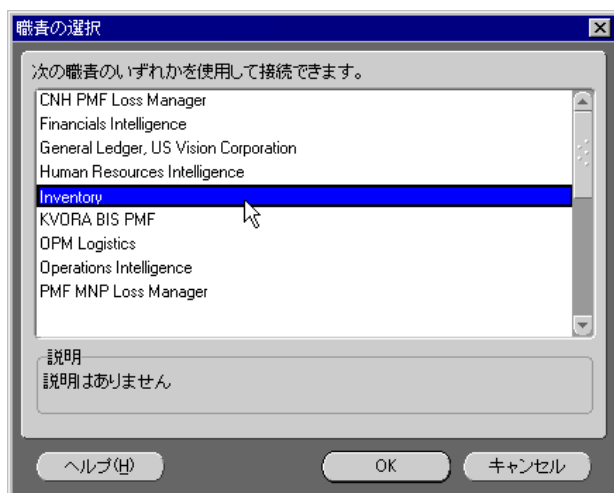 職責の選択
次の職責のいずれかを使用して接続できます。
CNH PMF Loss Manager
Financials Intelligence
General Ledger, US Vision Corporation
Human Resources Intelligence
Inventory
KVORA BIS PMF
OPM Logistics
Operations Intelligence
PMF MNP Loss Manager
説明
説明はありません
ヘルプ(H) OK キャンセル